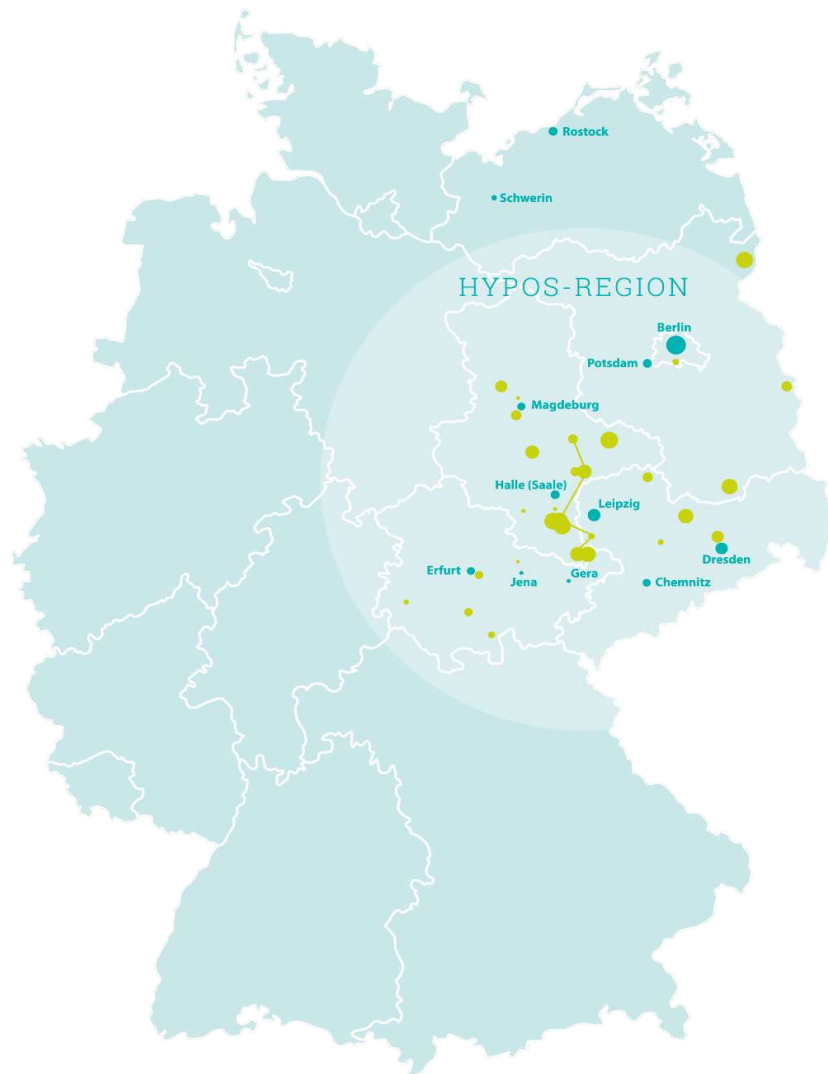 Rostock
Schwerin
HYPOS-REGION
Berlin
Potsdam
Magdeburg
Halle (Saale)
Leipzig
Dresden
Erfurt
Jena
Gera
Chemnitz